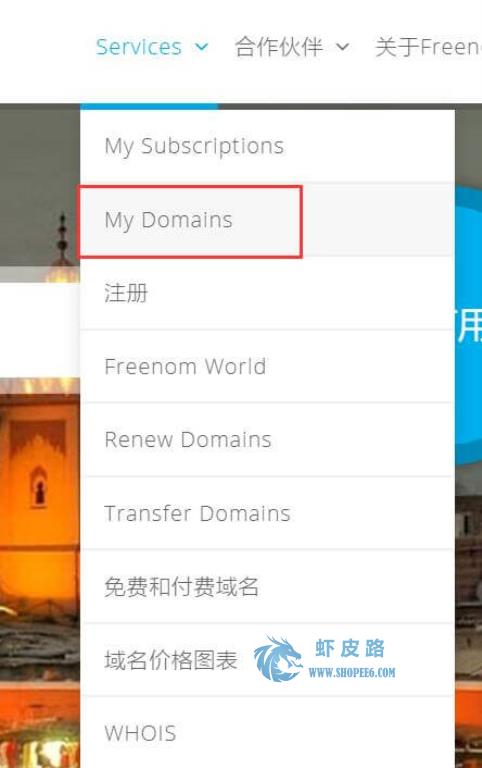 Services 合作伙伴 关于Freen
My Subscriptions
My Domains
注册
用
Freenom World
Renew Domains
Transfer Domains
免费和付费域名
域名价格图表
虾皮路
WWW.SHOPEE6.COM
WHOIS